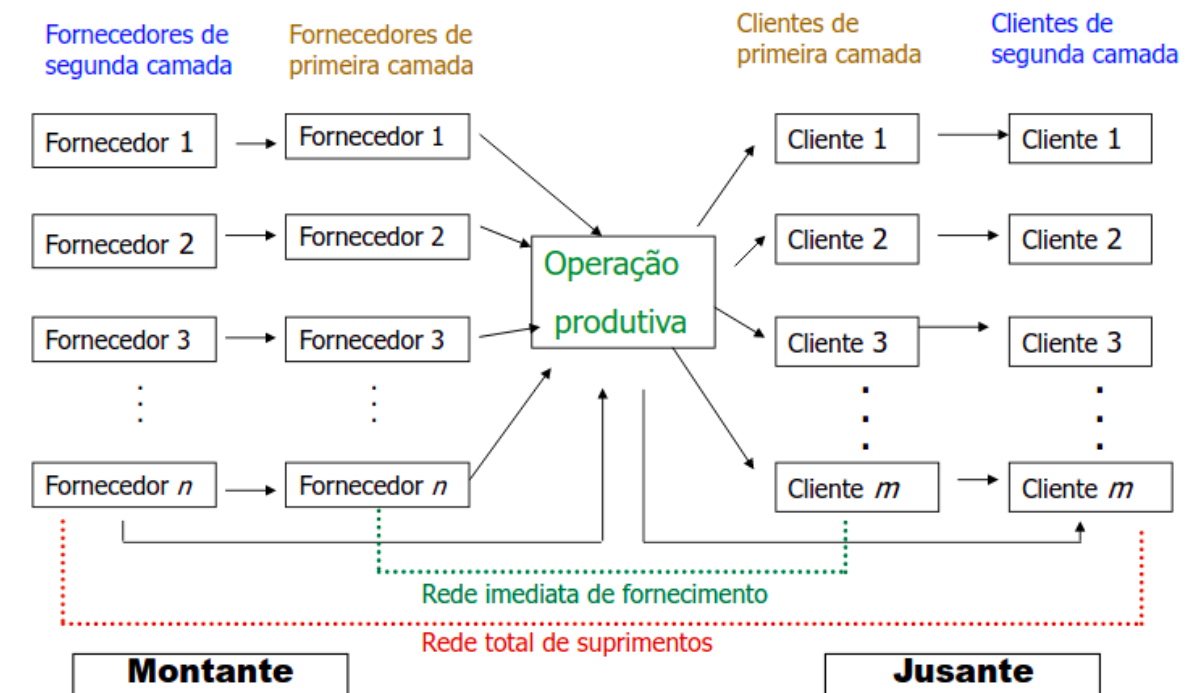 Fornecedores de
segunda camada
Fornecedores de
primeira camada
Clientes de
primeira camada
Clientes de
segunda camada
Fornecedor 1
Fornecedor 1
Cliente 1
Cliente 1
Fornecedor 2
Fornecedor 2
Operação
produtiva
Cliente 2
Cliente 2
Fornecedor 3
Fornecedor 3
Cliente 3
Cliente 3
Fornecedor n
Fornecedor n
Cliente m
Cliente m
Rede imediata de fornecimento
Rede total de suprimentos
Montante
Jusante